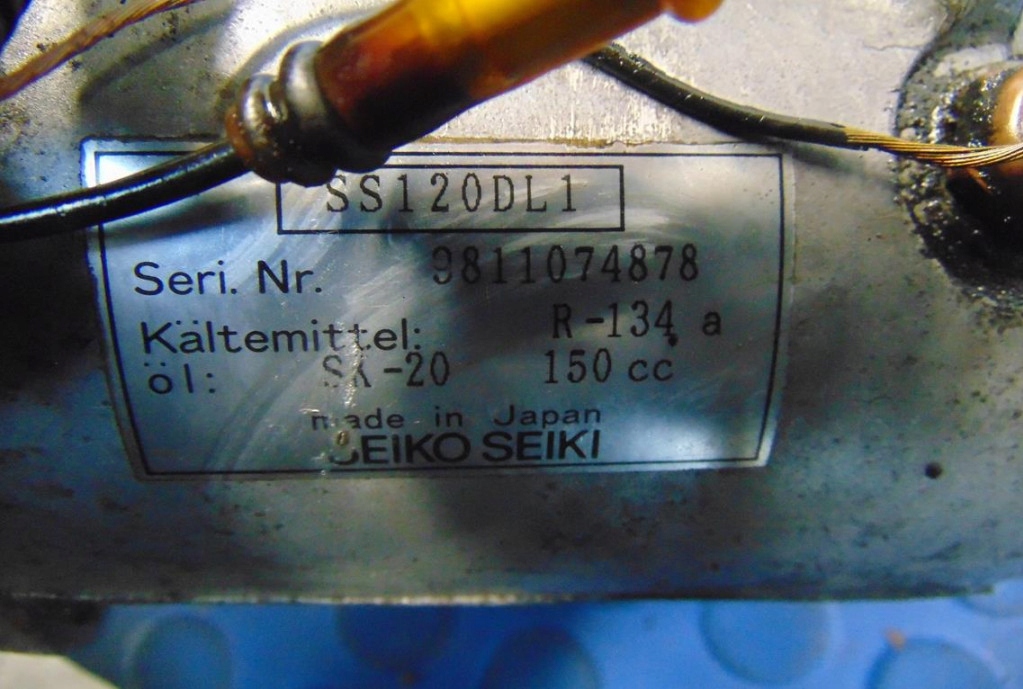 SS120DL1
Seri. Nr. 9811074878
Kältemittel: R-134 a
öl: SK-20 150 cc
made in Japan
SEIKO SEIKI